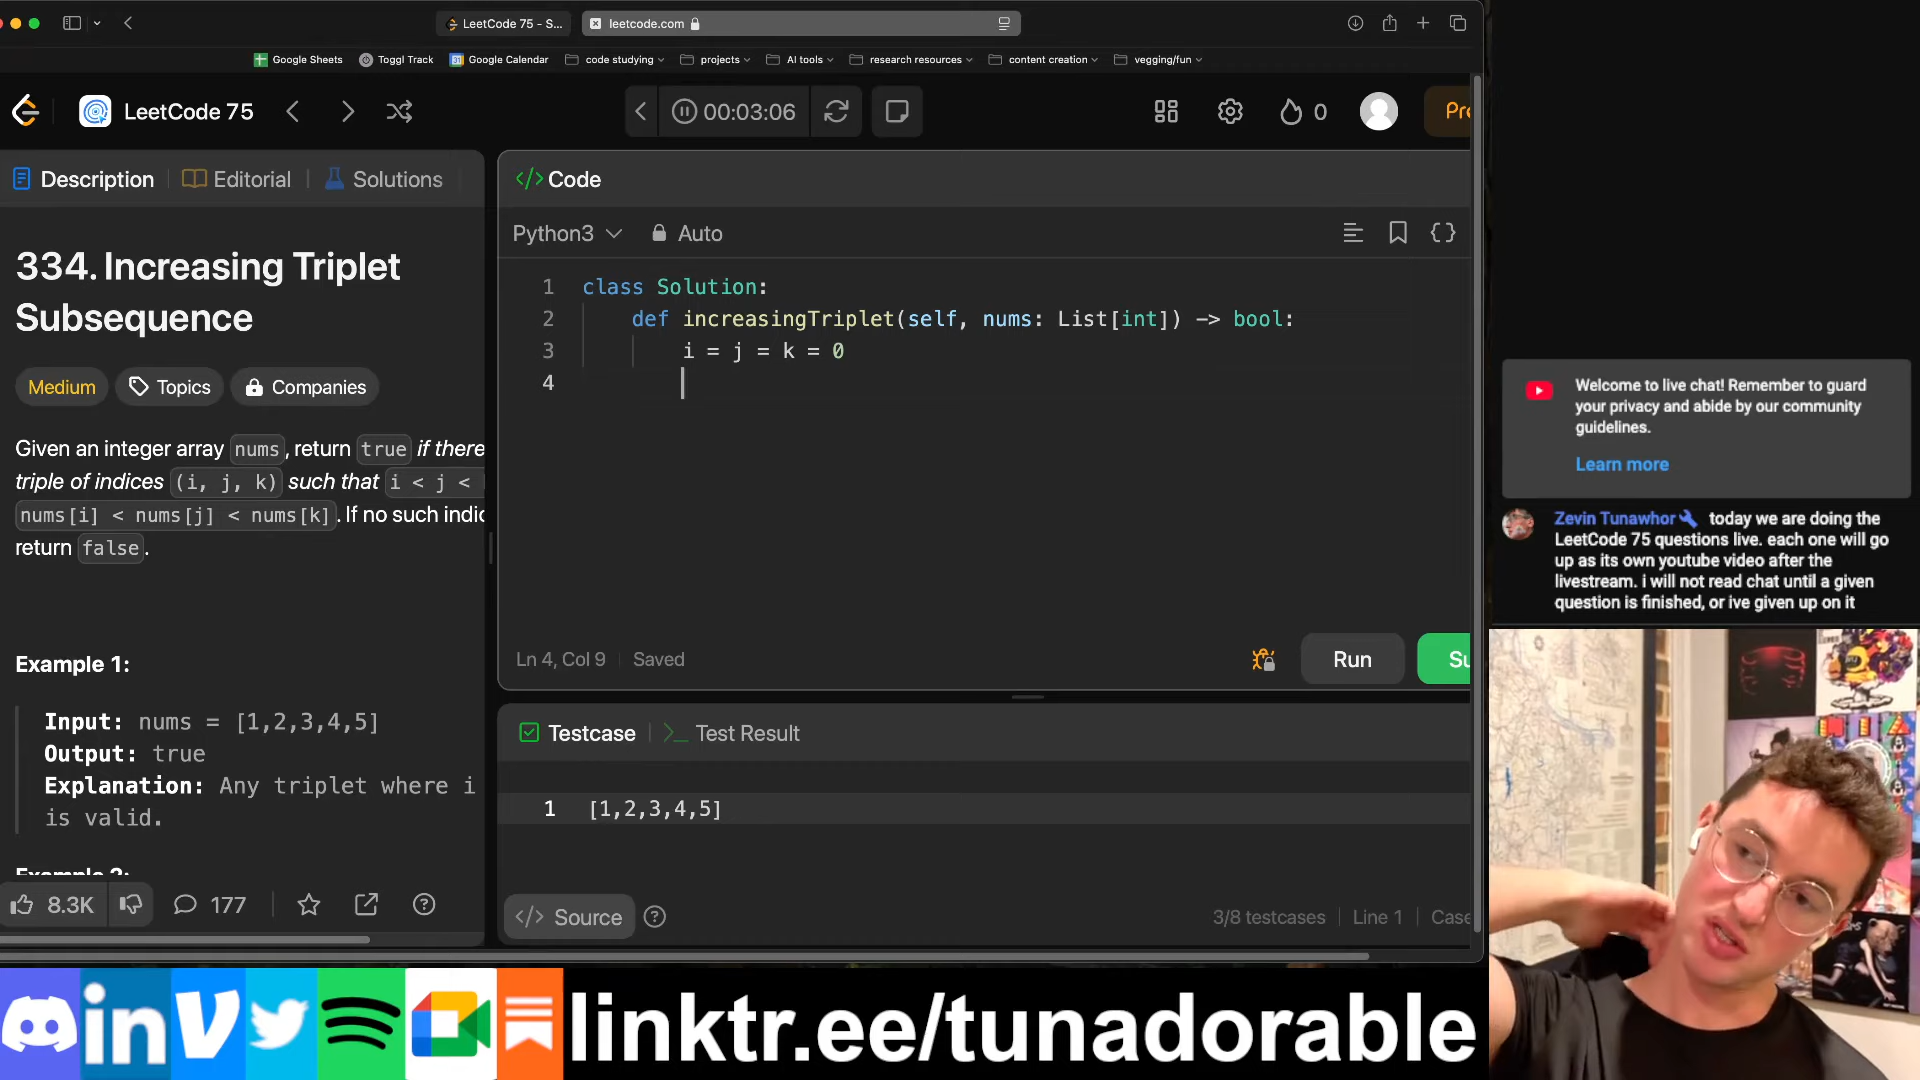 LeetCode 75 - S...
leetcode.com
Google Sheets
Toggl Track
Google Calendar
code studying
projects
AI tools
research resources
content creation
vegging/fun
LeetCode 75
00:03:06
0
Pre
Description
Editorial
Solutions
334. Increasing Triplet
Subsequence
Medium
Topics
Companies
Given an integer array nums, return true if there
triple of indices (i, j, k) such that i < j <
nums[i] < nums[j] < nums[k]. If no such indic
return false.
Example 1:
Input: nums = [1,2,3,4,5]
Output: true
Explanation: Any triplet where i
is valid.
8.3K
177
Code
Python3
Auto
1 class Solution:
2 def increasingTriplet(self, nums: List[int]) -> bool:
3 i = j = k = 0
4
Ln 4, Col 9
Saved
Run
Su
Testcase
Test Result
1 [1,2,3,4,5]
Source
3/8 testcases
Line 1
Case
Welcome to live chat! Remember to guard
your privacy and abide by our community
guidelines.
Learn more
Zevin Tunawhor today we are doing the
LeetCode 75 questions live. each one will go
up as its own youtube video after the
livestream. i will not read chat until a given
question is finished, or ive given up on it
linktr.ee/tunadorable